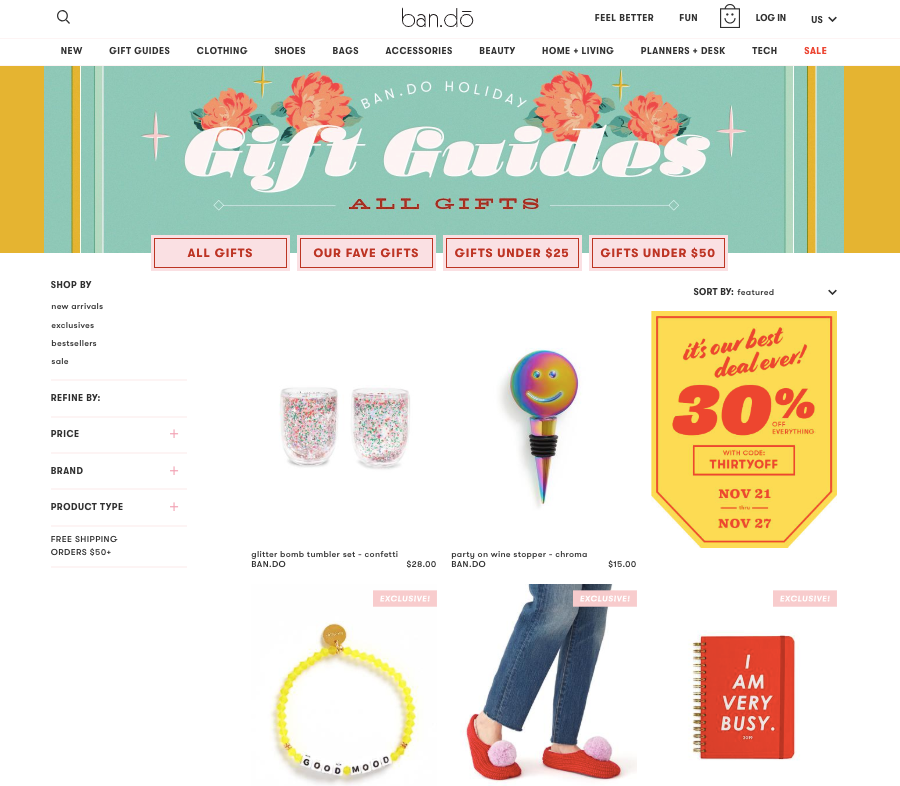 ban.dō
FEEL BETTER
FUN
LOG IN
US
NEW
GIFT GUIDES
CLOTHING
SHOES
BAGS
ACCESSORIES
BEAUTY
HOME + LIVING
PLANNERS + DESK
TECH
SALE
BAN.DO HOLIDAY
Gift Guides
ALL GIFTS
ALL GIFTS
OUR FAVE GIFTS
GIFTS UNDER $25
GIFTS UNDER $50
SHOP BY
new arrivals
exclusives
bestsellers
sale
REFINE BY:
PRICE +
BRAND +
PRODUCT TYPE +
FREE SHIPPING
ORDERS $50+
SORT BY: featured
glitter bomb tumbler set - confetti
BAN.DO $28.00
party on wine stopper - chroma
BAN.DO $15.00
it's our best
deal ever!
30%
OFF
EVERYTHING
WITH CODE:
THIRTYOFF
NOV 21
thru
NOV 27
EXCLUSIVE!
GOOD MOOD
EXCLUSIVE!
EXCLUSIVE!
I
AM
VERY
BUSY.
2019